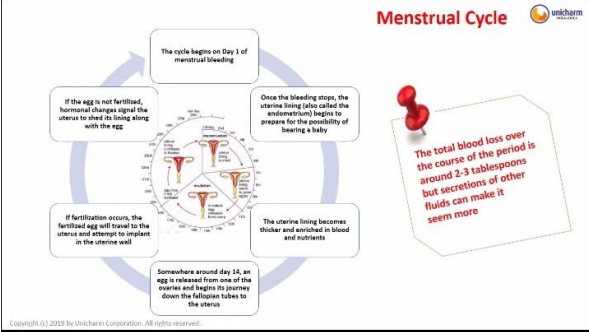 Menstrual Cycle
unicharm
The cycle begins on Day 1 of
menstrual bleeding
Once the bleeding stops, the
uterine lining (also called the
endometrium) begins to
prepare for the possibility of
bearing a baby
The uterine lining becomes
thicker and enriched in blood
and nutrients
Somewhere around day 14, an
egg is released from one of the
ovaries and begins its journey
down the fallopian tubes to
the uterus
If fertilization occurs, the
fertilized egg will travel to the
uterus and attempt to implant
in the uterine wall
If the egg is not fertilized,
hormonal changes signal the
uterus to shed its lining along
with the egg
menstruation
ovulation
The total blood loss over
the course of the period is
around 2-3 tablespoons
but secretions of other
fluids can make it
seem more
Copyright (c) 2019 by Unicharm Corporation. All rights reserved.